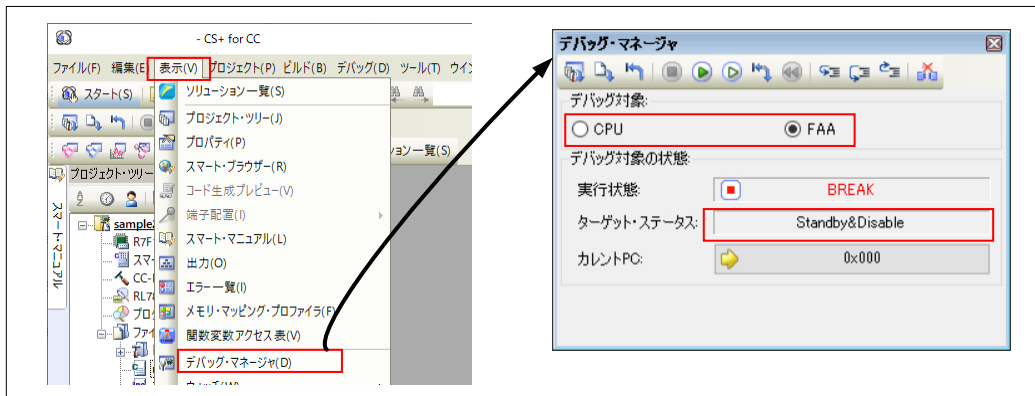 - CS+ for CC
ファイル(F) 編集(E) 表示(V) プロジェクト(P) ビルド(B) デバッグ(D) ツール(T)
スタート(S)
ソリューション一覧(S)
プロジェクト・ツリー(J)
プロパティ(P)
スマート・ブラウザー(R)
コード生成プレビュー(V)
端子配置(I)
スマート・マニュアル(L)
出力(O)
エラー一覧(I)
メモリ・マッピング・プロファイラ(F)
関数変数アクセス表(V)
デバッグ・マネージャ(D)
ション一覧(S)
プロジェクト・ツリー
スマートマニュアル
sample
R7F
スマ
CC-
RL78
プロ
ファイ
デバッグ・マネージャ
デバッグ対象:
CPU FAA
デバッグ対象の状態:
実行状態: BREAK
ターゲット・ステータス: Standby&Disable
カレントPC: 0x000